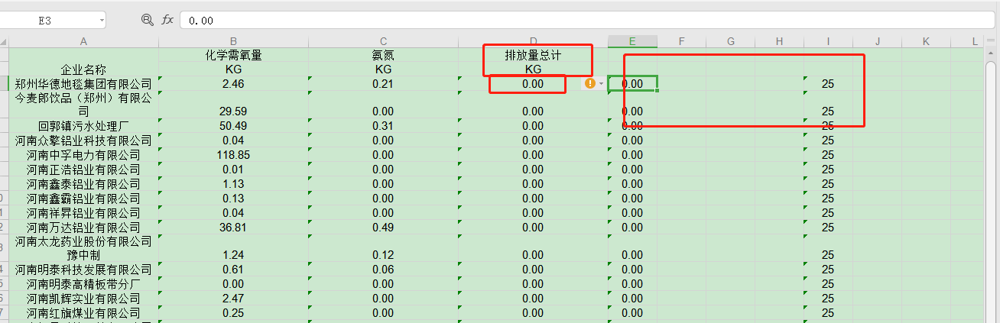 E3 fx 0.00
A B C D E F G H I J K L
化学需氧量 氨氮 排放量总计
企业名称 KG KG KG
郑州华德地毯集团有限公司 2.46 0.21 0.00 0.00 25
今麦郎饮品（郑州）有限公
司 29.59 0.00 0.00 0.00 25
回郭镇污水处理厂 50.49 0.31 0.00 0.00 25
河南众擎铝业科技有限公司 0.04 0.00 0.00 0.00 25
河南中孚电力有限公司 118.85 0.00 0.00 0.00 25
河南正浩铝业有限公司 0.01 0.00 0.00 0.00 25
河南鑫泰铝业有限公司 1.13 0.00 0.00 0.00 25
河南鑫霸铝业有限公司 0.13 0.00 0.00 0.00 25
河南祥昇铝业有限公司 0.04 0.00 0.00 0.00 25
河南万达铝业有限公司 36.81 0.49 0.00 0.00 25
河南太龙药业股份有限公司
豫中制 1.24 0.12 0.00 0.00 25
河南明泰科技发展有限公司 0.61 0.06 0.00 0.00 25
河南明泰高精板带分厂 0.00 0.00 0.00 0.00 25
河南凯辉实业有限公司 2.47 0.00 0.00 0.00 25
河南红旗煤业有限公司 0.25 0.00 0.00 0.00 25